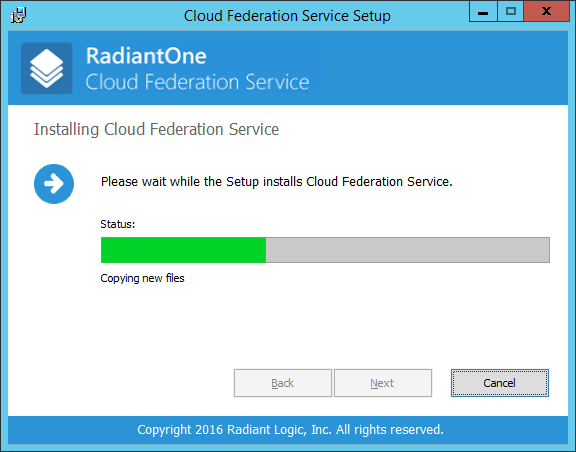 Cloud Federation Service Setup
RadiantOne
Cloud Federation Service
Installing Cloud Federation Service
Please wait while the Setup installs Cloud Federation Service.
Status:
Copying new files
Back Next Cancel
Copyright 2016 Radiant Logic, Inc. All rights reserved.